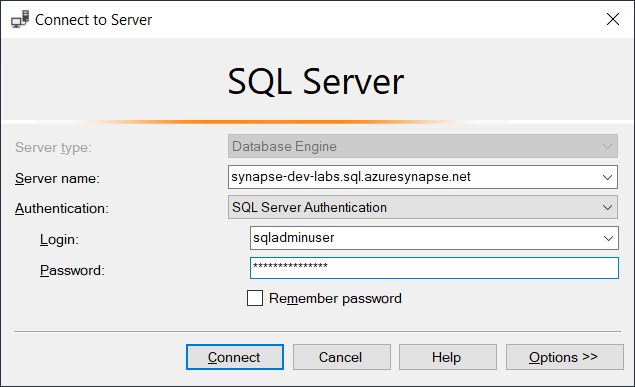 Connect to Server
SQL Server
Server type: Database Engine
Server name: synapse-dev-labs.sql.azuresynapse.net
Authentication: SQL Server Authentication
Login: sqladminuser
Password: ***************
Remember password
Connect Cancel Help Options >>